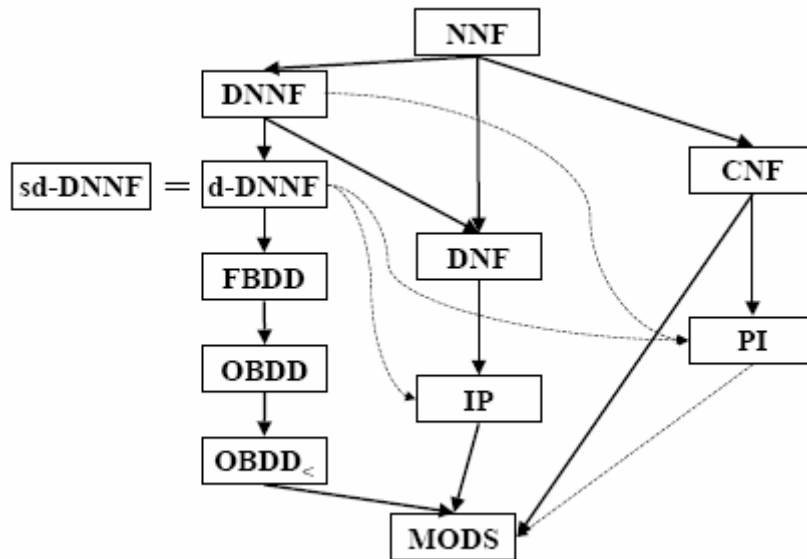 NNF
DNNF
sd-DNNF = d-DNNF
CNF
DNF
FBDD
PI
OBDD
IP
OBDD<
MODS